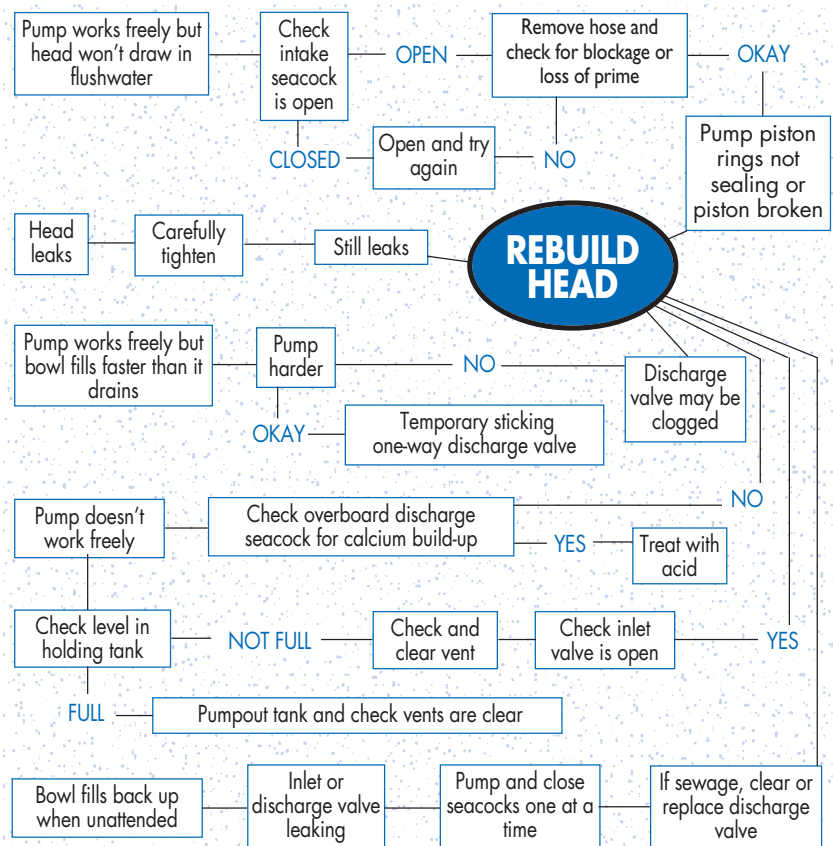 Pump works freely but
head won't draw in
flushwater
Check
intake
seacock
is open
OPEN
Remove hose and
check for blockage or
loss of prime
OKAY
CLOSED
Open and try
again
NO
Pump piston
rings not
sealing or
piston broken
Head
leaks
Carefully
tighten
Still leaks
REBUILD
HEAD
Pump works freely but
bowl fills faster than it
drains
Pump
harder
NO
Discharge
valve may be
clogged
OKAY
Temporary sticking
one-way discharge valve
Pump doesn't
work freely
Check overboard discharge
seacock for calcium build-up
NO
YES
Treat with
acid
Check level in
holding tank
NOT FULL
Check and
clear vent
Check inlet
valve is open
YES
FULL
Pumpout tank and check vents are clear
Bowl fills back up
when unattended
Inlet or
discharge valve
leaking
Pump and close
seacocks one at a
time
If sewage, clear or
replace discharge
valve